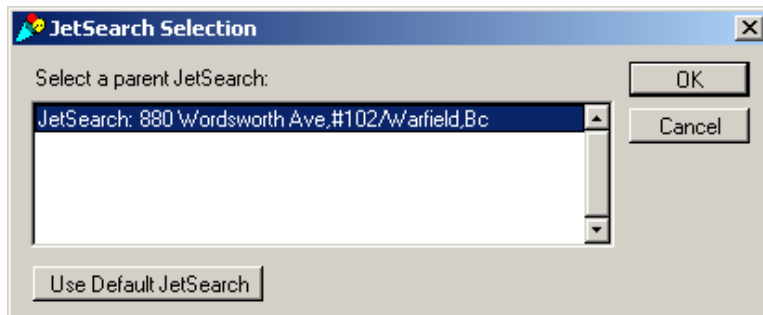 JetSearch Selection
Select a parent JetSearch:
OK
JetSearch: 880 Wordsworth Ave,#102/Warfield,Bc
Cancel
Use Default JetSearch